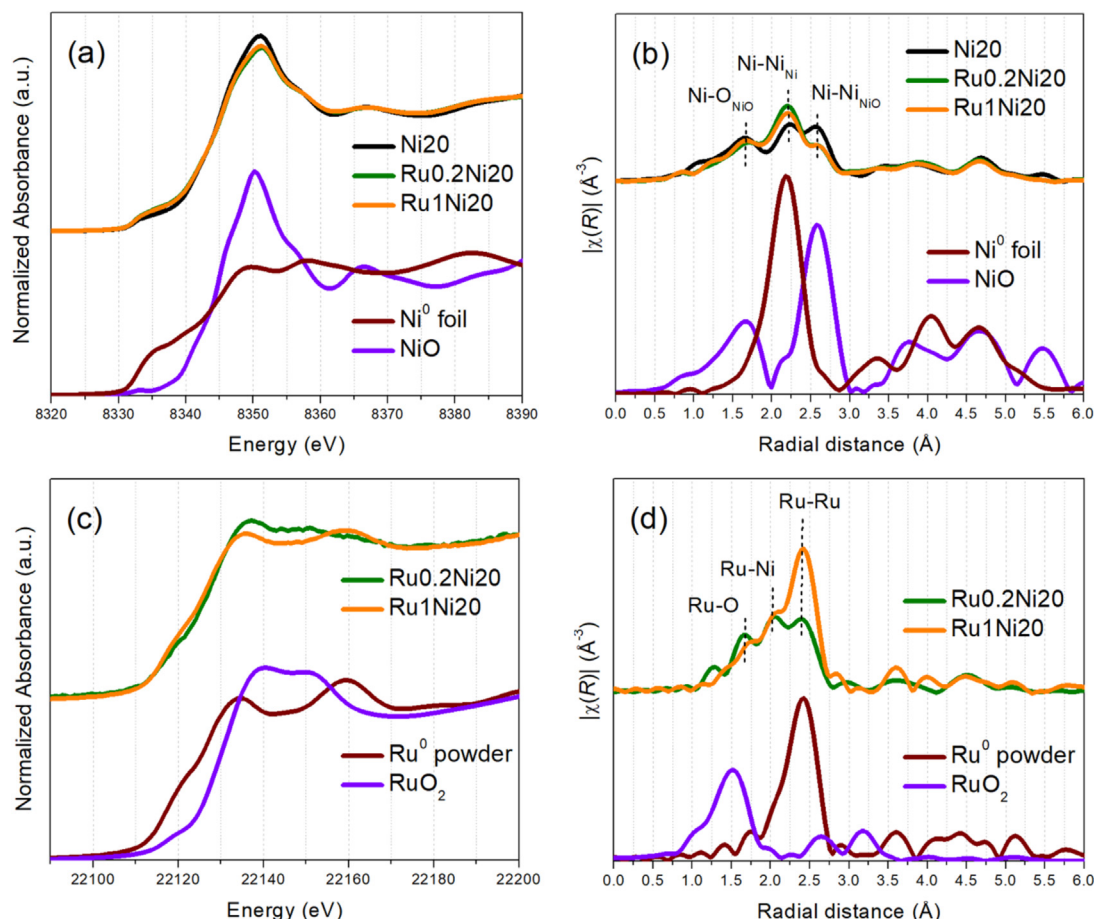 (a)
Ni20
Ru0.2Ni20
Ru1Ni20
Ni⁰ foil
NiO
Normalized Absorbance (a.u.)
8320 8330 8340 8350 8360 8370 8380 8390
Energy (eV)
(b)
Ni20
Ru0.2Ni20
Ru1Ni20
Ni-Ni_Ni
Ni-O_NiO
Ni-Ni_NiO
Ni⁰ foil
NiO
|χ(R)| (Å⁻³)
0.0 0.5 1.0 1.5 2.0 2.5 3.0 3.5 4.0 4.5 5.0 5.5 6.0
Radial distance (Å)
(c)
Ru0.2Ni20
Ru1Ni20
Ru⁰ powder
RuO₂
Normalized Absorbance (a.u.)
22100 22120 22140 22160 22180 22200
Energy (eV)
(d)
Ru-Ru
Ru-Ni
Ru-O
Ru0.2Ni20
Ru1Ni20
Ru⁰ powder
RuO₂
|χ(R)| (Å⁻³)
0.0 0.5 1.0 1.5 2.0 2.5 3.0 3.5 4.0 4.5 5.0 5.5 6.0
Radial distance (Å)